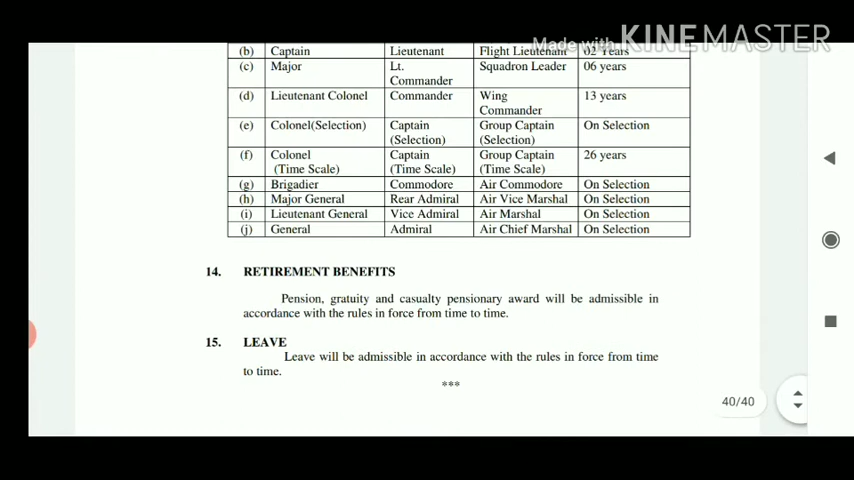 Made with KINEMASTER
(b) Captain Lieutenant Flight Lieutenant 02 Years
(c) Major Lt. Commander Squadron Leader 06 years
(d) Lieutenant Colonel Commander Wing Commander 13 years
(e) Colonel(Selection) Captain (Selection) Group Captain (Selection) On Selection
(f) Colonel (Time Scale) Captain (Time Scale) Group Captain (Time Scale) 26 years
(g) Brigadier Commodore Air Commodore On Selection
(h) Major General Rear Admiral Air Vice Marshal On Selection
(i) Lieutenant General Vice Admiral Air Marshal On Selection
(j) General Admiral Air Chief Marshal On Selection
14. RETIREMENT BENEFITS
Pension, gratuity and casualty pensionary award will be admissible in
accordance with the rules in force from time to time.
15. LEAVE
Leave will be admissible in accordance with the rules in force from time
to time.
***
40/40